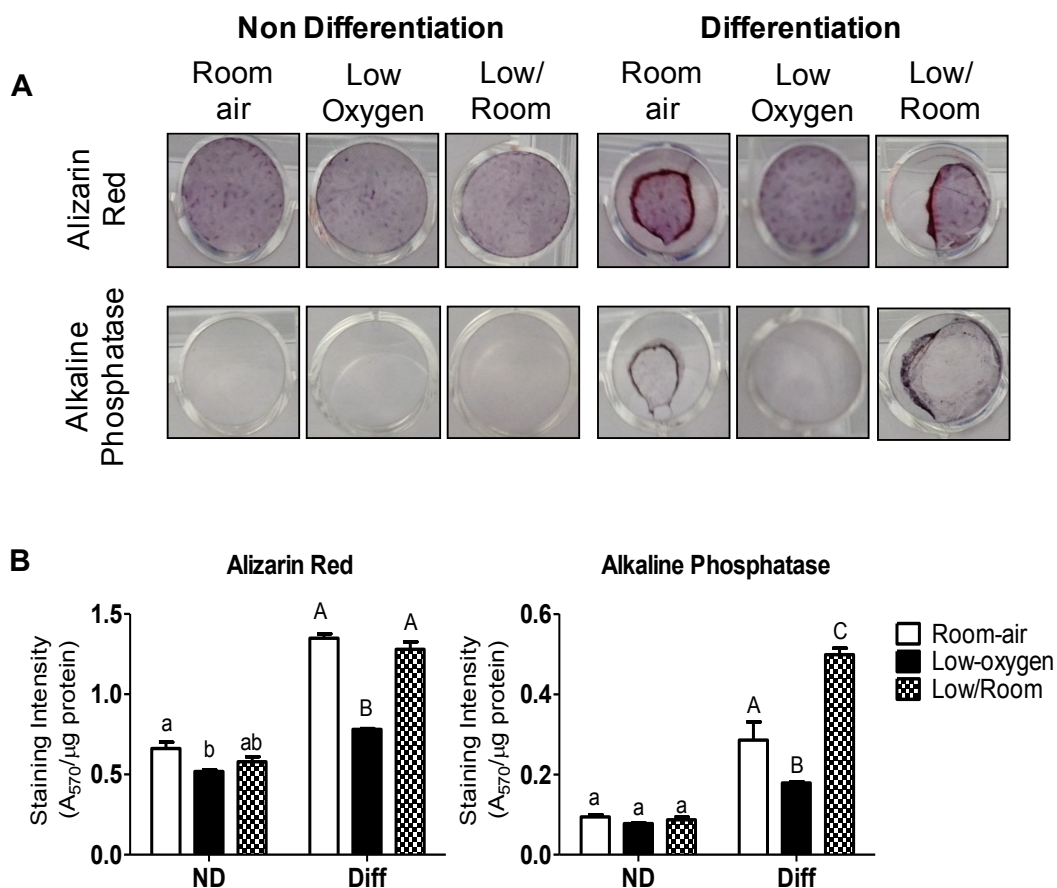 Non Differentiation Differentiation
A
Room air Low Oxygen Low/ Room Room air Low Oxygen Low/ Room
Alizarin Red
Alkaline Phosphatase
B
Alizarin Red
Staining Intensity
(A570/μg protein)
1.5
1.0
0.5
0.0
a b ab A B A
ND Diff
Alkaline Phosphatase
Staining Intensity
(A570/μg protein)
0.6
0.4
0.2
0.0
a a a A B C
ND Diff
Room-air
Low-oxygen
Low/Room